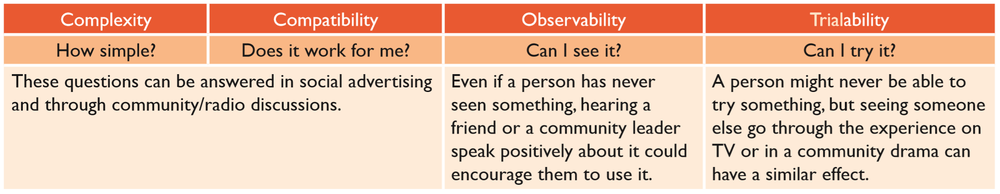 Complexity
Compatibility
Observability
Trialability
How simple?
Does it work for me?
Can I see it?
Can I try it?
These questions can be answered in social advertising
and through community/radio discussions.
Even if a person has never
seen something, hearing a
friend or a community leader
speak positively about it could
encourage them to use it.
A person might never be able to
try something, but seeing someone
else go through the experience on
TV or in a community drama can
have a similar effect.